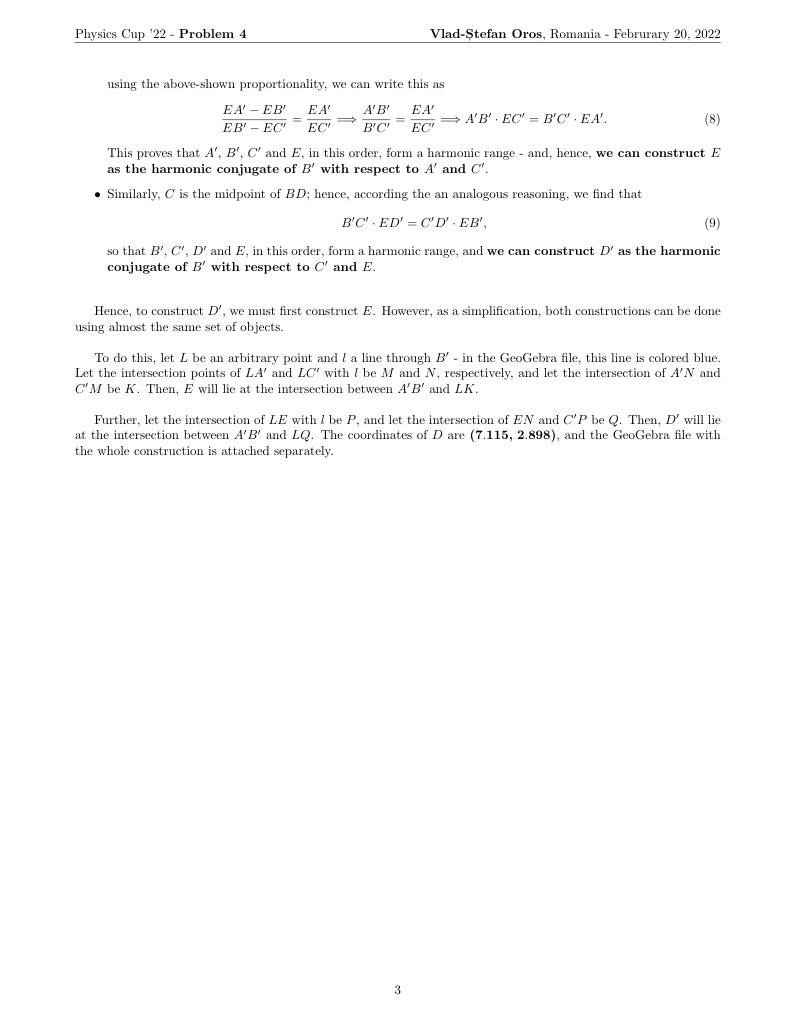 Physics Cup '22 - Problem 4 Vlad-Ștefan Oros, Romania - Februrary 20, 2022
using the above-shown proportionality, we can write this as
(EA′ − EB′)/(EB′ − EC′) = EA′/EC′ ⟹ A′B′/B′C′ = EA′/EC′ ⟹ A′B′ · EC′ = B′C′ · EA′. (8)
This proves that A′, B′, C′ and E, in this order, form a harmonic range - and, hence, we can construct E
as the harmonic conjugate of B′ with respect to A′ and C′.
• Similarly, C is the midpoint of BD; hence, according the an analogous reasoning, we find that
B′C′ · ED′ = C′D′ · EB′, (9)
so that B′, C′, D′ and E, in this order, form a harmonic range, and we can construct D′ as the harmonic
conjugate of B′ with respect to C′ and E.
Hence, to construct D′, we must first construct E. However, as a simplification, both constructions can be done
using almost the same set of objects.
To do this, let L be an arbitrary point and l a line through B′ - in the GeoGebra file, this line is colored blue.
Let the intersection points of LA′ and LC′ with l be M and N, respectively, and let the intersection of A′N and
C′M be K. Then, E will lie at the intersection between A′B′ and LK.
Further, let the intersection of LE with l be P, and let the intersection of EN and C′P be Q. Then, D′ will lie
at the intersection between A′B′ and LQ. The coordinates of D are (7.115, 2.898), and the GeoGebra file with
the whole construction is attached separately.
3